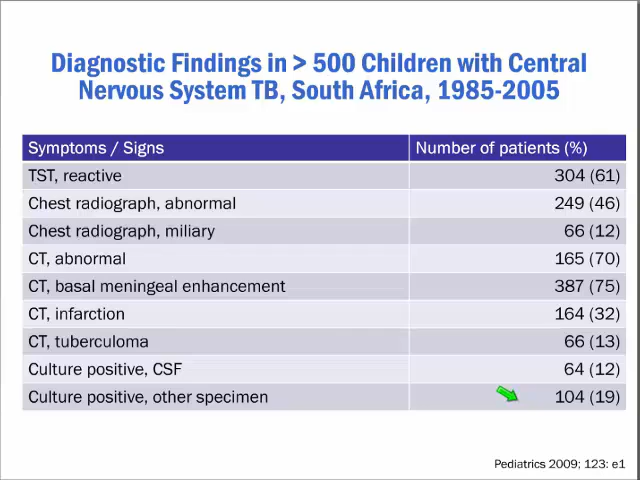 Diagnostic Findings in > 500 Children with Central
Nervous System TB, South Africa, 1985-2005
Symptoms / Signs Number of patients (%)
TST, reactive 304 (61)
Chest radiograph, abnormal 249 (46)
Chest radiograph, miliary 66 (12)
CT, abnormal 165 (70)
CT, basal meningeal enhancement 387 (75)
CT, infarction 164 (32)
CT, tuberculoma 66 (13)
Culture positive, CSF 64 (12)
Culture positive, other specimen 104 (19)
Pediatrics 2009; 123: e1